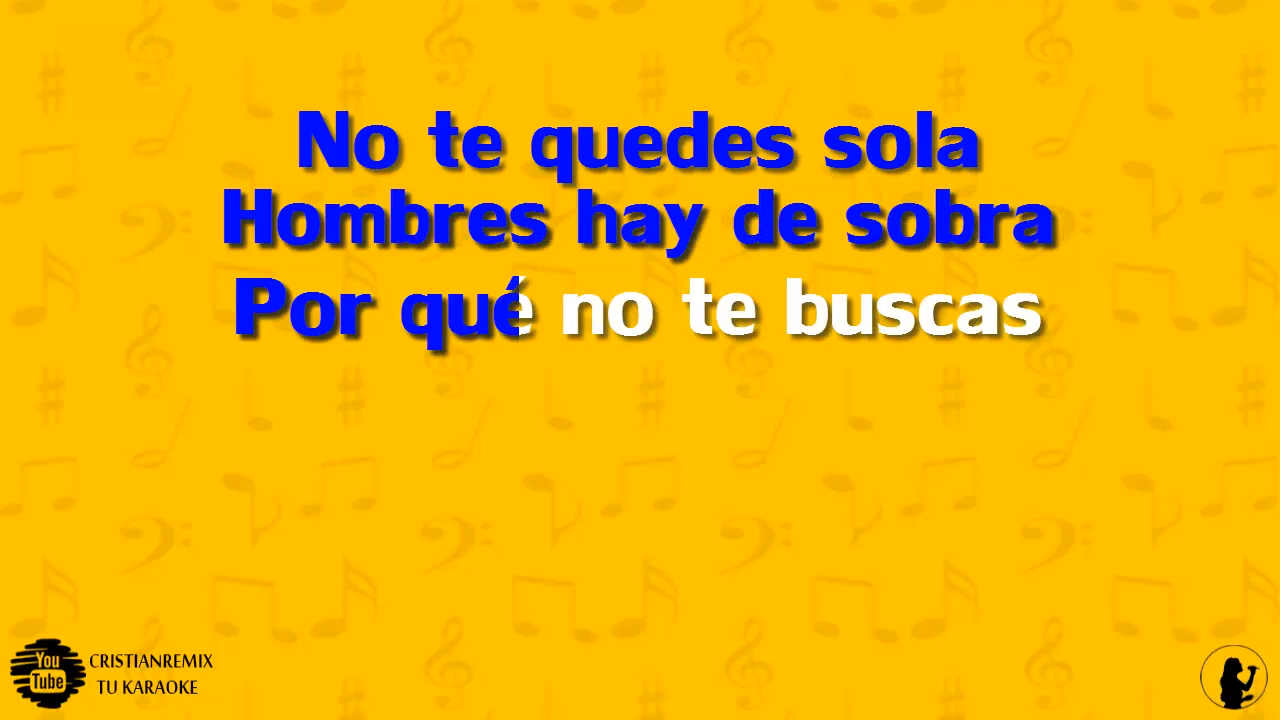 No te quedes sola
Hombres hay de sobra
Por qué no te buscas
You
Tube
CRISTIANREMIX
TU KARAOKE